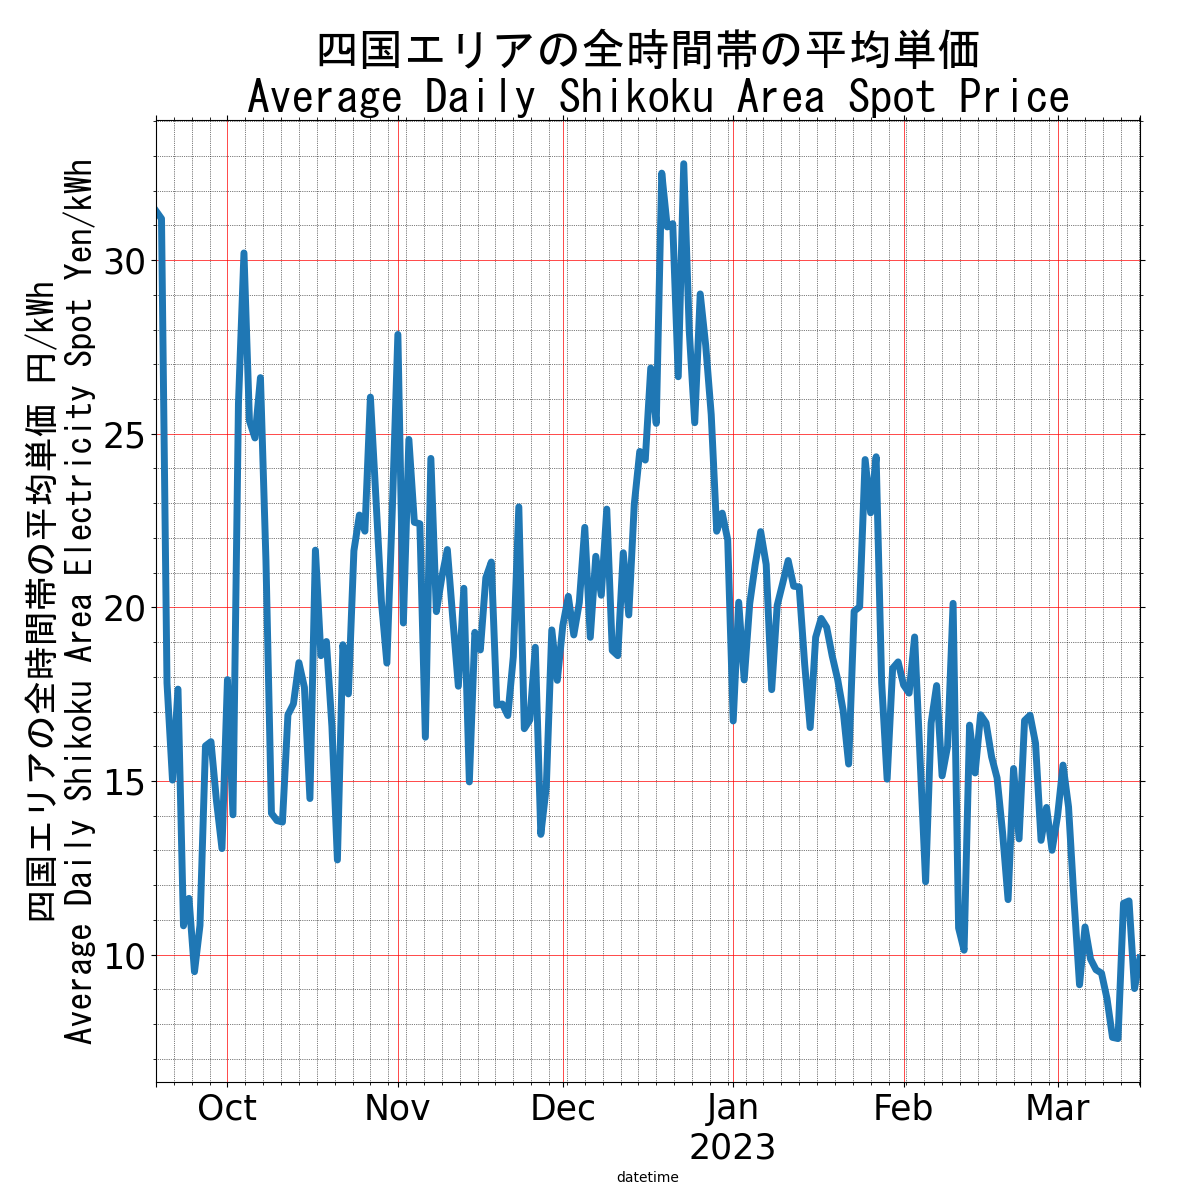 四国エリアの全時間帯の平均単価
Average Daily Shikoku Area Spot Price
四国エリアの全時間帯の平均単価 円/kWh
Average Daily Shikoku Area Electricity Spot Yen/kWh
30
25
20
15
10
Oct
Nov
Dec
Jan
2023
Feb
Mar
datetime